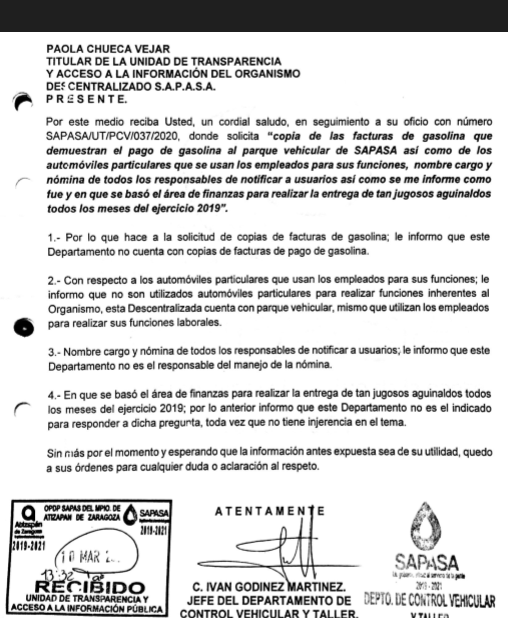 PAOLA CHUECA VEJAR
TITULAR DE LA UNIDAD DE TRANSPARENCIA
Y ACCESO A LA INFORMACIÓN DEL ORGANISMO
DESCENTRALIZADO S.A.P.A.S.A.
P R E S E N T E.
Por este medio reciba Usted, un cordial saludo, en seguimiento a su oficio con número
SAPASA/UT/PCV/037/2020, donde solicita "copia de las facturas de gasolina que
demuestran el pago de gasolina al parque vehicular de SAPASA así como de los
automóviles particulares que se usan los empleados para sus funciones, nombre cargo y
nómina de todos los responsables de notificar a usuarios así como se me informe como
fue y en que se basó el área de finanzas para realizar la entrega de tan jugosos aguinaldos
todos los meses del ejercicio 2019".
1.- Por lo que hace a la solicitud de copias de facturas de gasolina; le informo que este
Departamento no cuenta con copias de facturas de pago de gasolina.
2.- Con respecto a los automóviles particulares que usan los empleados para sus funciones; le
informo que no son utilizados automóviles particulares para realizar funciones inherentes al
Organismo, esta Descentralizada cuenta con parque vehicular, mismo que utilizan los empleados
para realizar sus funciones laborales.
3.- Nombre cargo y nómina de todos los responsables de notificar a usuarios; le informo que este
Departamento no es el responsable del manejo de la nómina.
4.- En que se basó el área de finanzas para realizar la entrega de tan jugosos aguinaldos todos
los meses del ejercicio 2019; por lo anterior informo que este Departamento no es el indicado
para responder a dicha pregunta, toda vez que no tiene injerencia en el tema.
Sin más por el momento y esperando que la información antes expuesta sea de su utilidad, quedo
a sus órdenes para cualquier duda o aclaración al respeto.
OPDP SAPAS DEL MPIO. DE
ATIZAPAN DE ZARAGOZA
SAPASA
Atizapán
de Zaragoza
2019-2021
2019-2021
10 MAR
13:32
RECIBIDO
UNIDAD DE TRANSPARENCIA Y
ACCESO A LA INFORMACIÓN PÚBLICA
A T E N T A M E N T E
C. IVAN GODINEZ MARTINEZ.
JEFE DEL DEPARTAMENTO DE
CONTROL VEHICULAR Y TALLER.
SAPASA
2019 - 2021
DEPTO. DE CONTROL VEHICULAR
Y TALLER